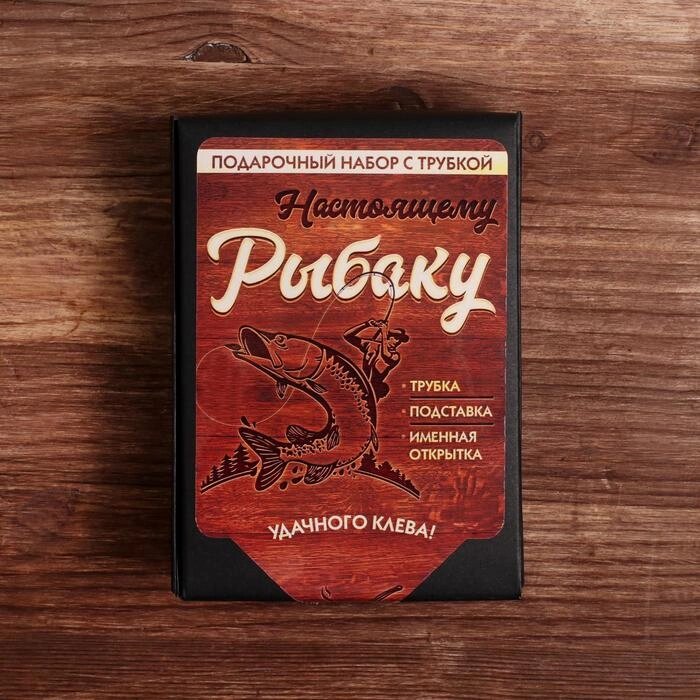 ПОДАРОЧНЫЙ НАБОР С ТРУБКОЙ
Настоящему
Рыбаку
· ТРУБКА
· ПОДСТАВКА
· ИМЕННАЯ
ОТКРЫТКА
УДАЧНОГО КЛЕВА!